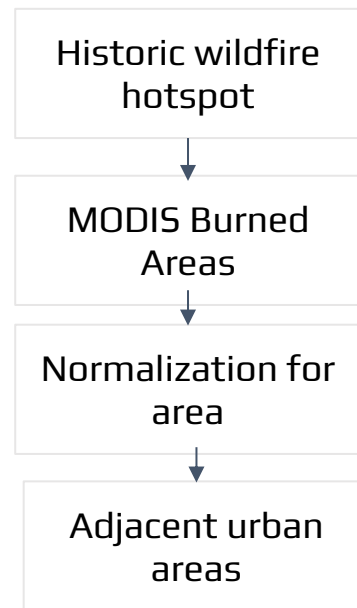 Historic wildfire
hotspot
MODIS Burned
Areas
Normalization for
area
Adjacent urban
areas